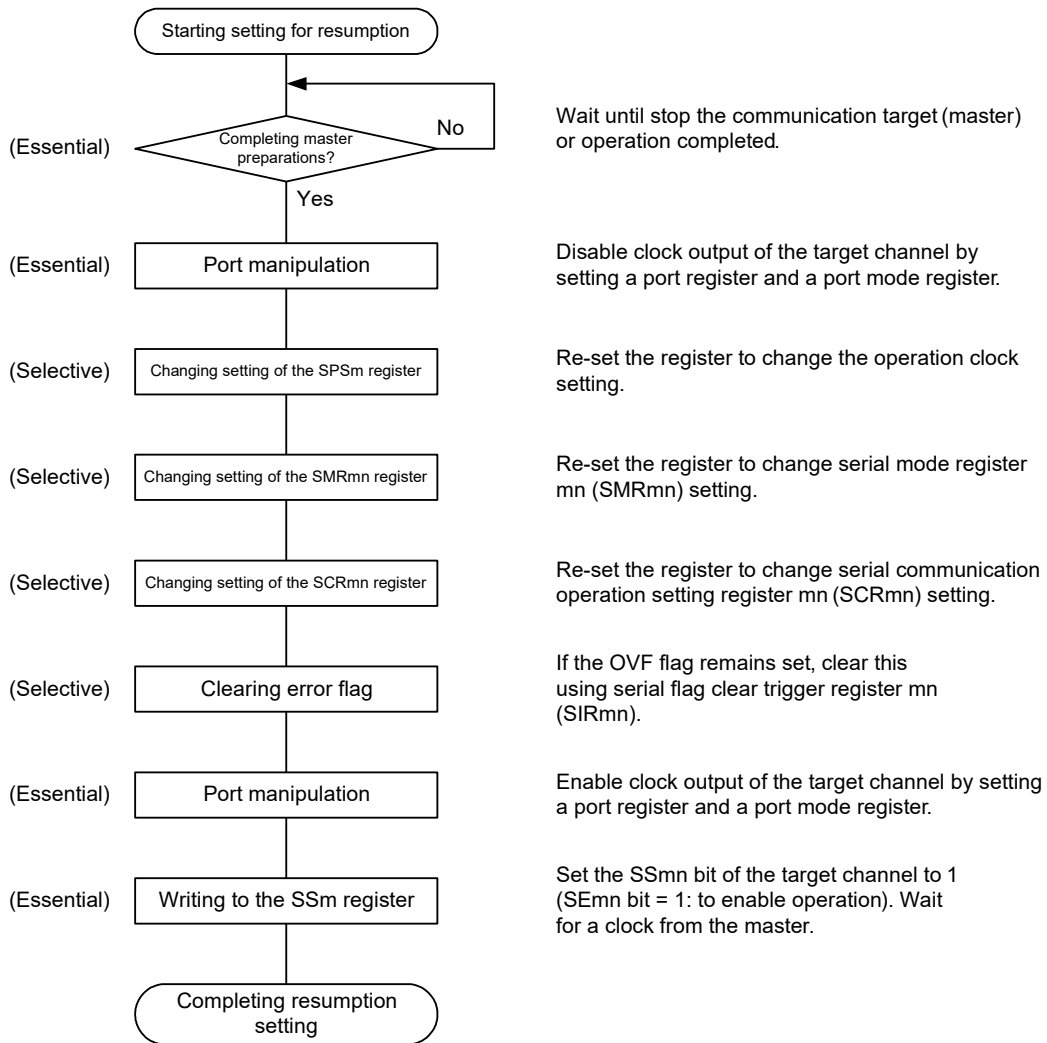 Starting setting for resumption
(Essential)
Completing master
preparations?
No
Yes
Wait until stop the communication target (master)
or operation completed.
(Essential)
Port manipulation
Disable clock output of the target channel by
setting a port register and a port mode register.
(Selective)
Changing setting of the SPSm register
Re-set the register to change the operation clock
setting.
(Selective)
Changing setting of the SMRmn register
Re-set the register to change serial mode register
mn (SMRmn) setting.
(Selective)
Changing setting of the SCRmn register
Re-set the register to change serial communication
operation setting register mn (SCRmn) setting.
(Selective)
Clearing error flag
If the OVF flag remains set, clear this
using serial flag clear trigger register mn
(SIRmn).
(Essential)
Port manipulation
Enable clock output of the target channel by setting
a port register and a port mode register.
(Essential)
Writing to the SSm register
Set the SSmn bit of the target channel to 1
(SEmn bit = 1: to enable operation). Wait
for a clock from the master.
Completing resumption
setting